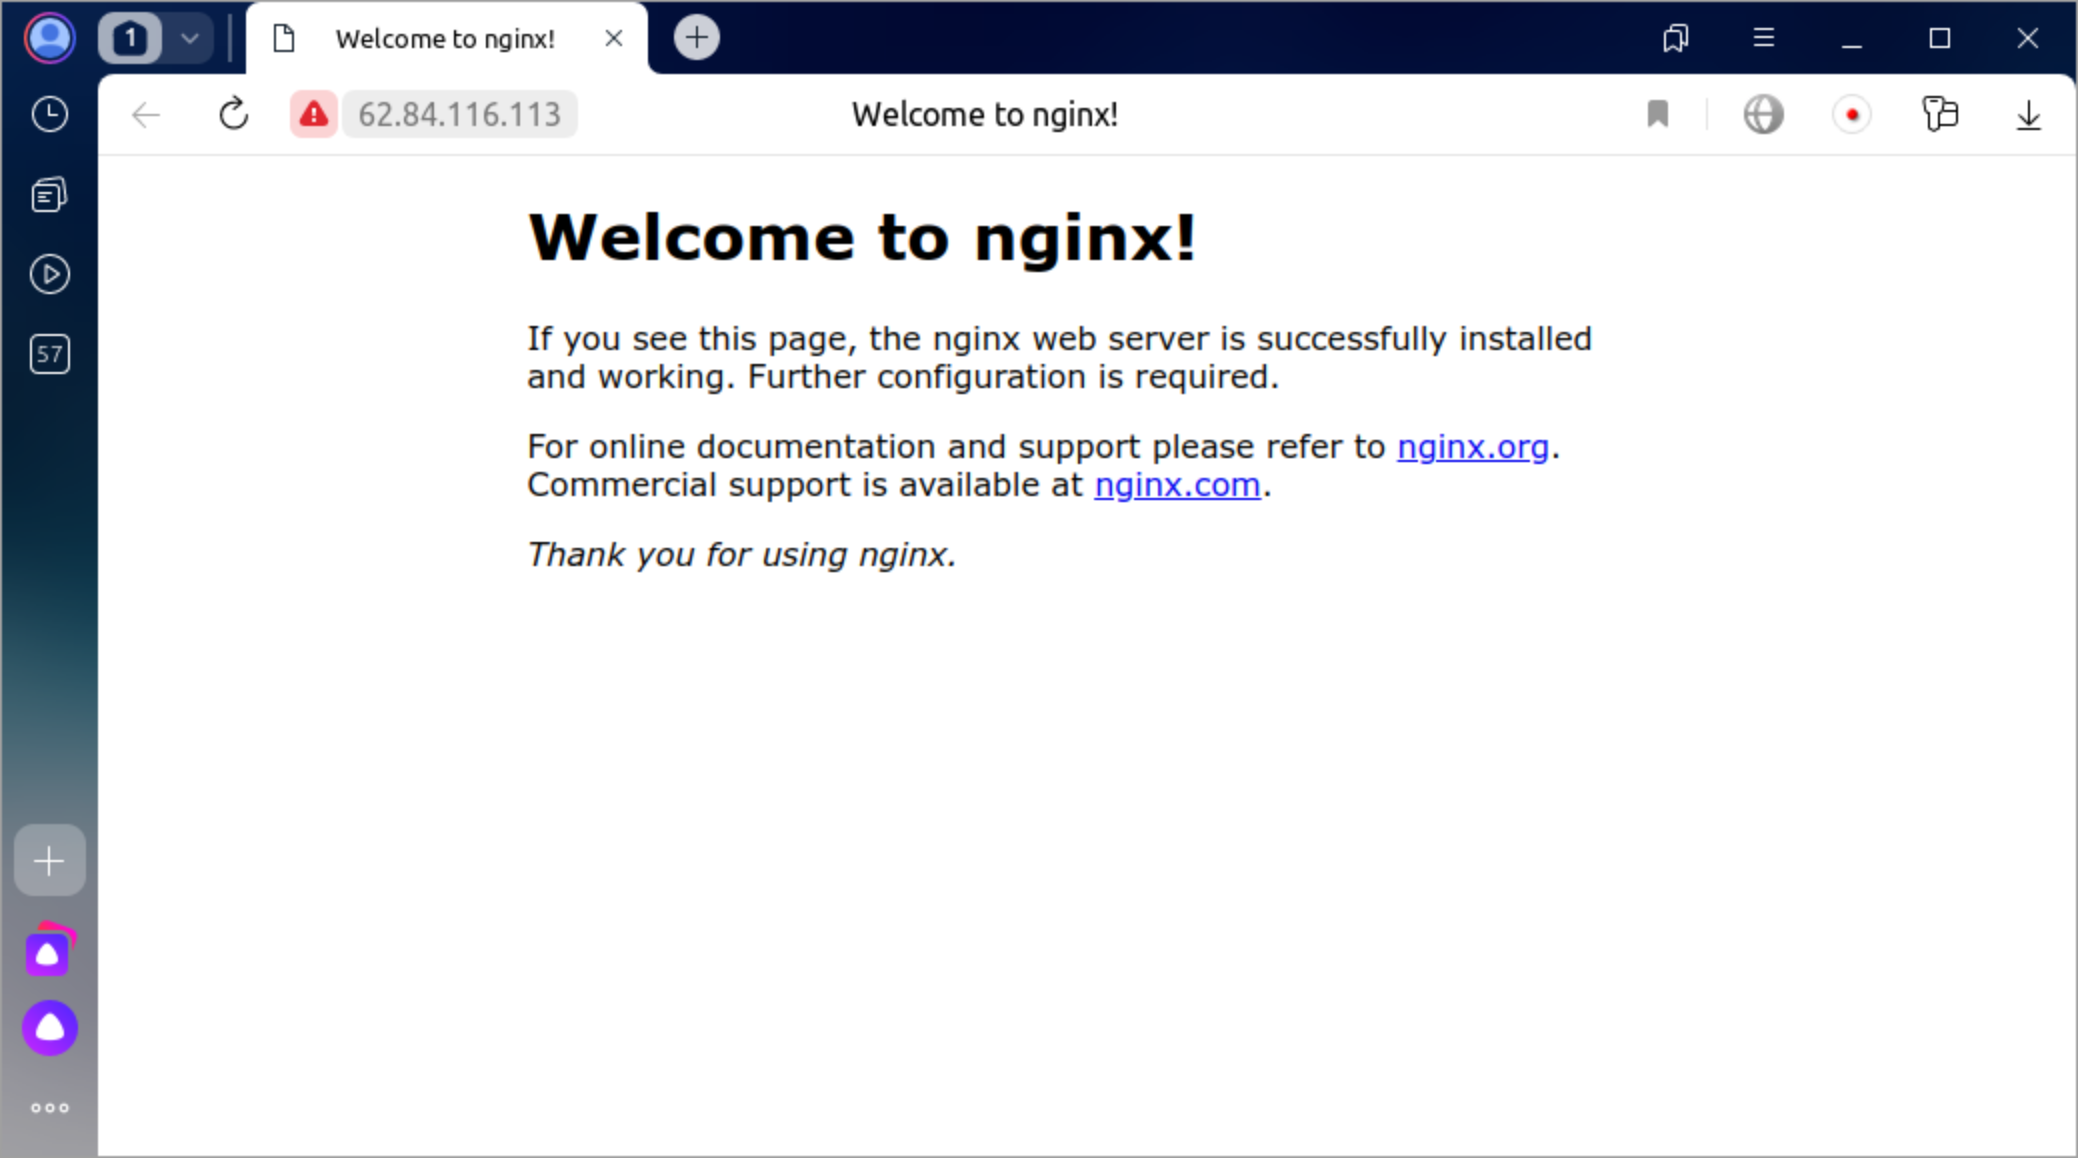 1
Welcome to nginx!
62.84.116.113
Welcome to nginx!
57
Welcome to nginx!
If you see this page, the nginx web server is successfully installed
and working. Further configuration is required.
For online documentation and support please refer to nginx.org.
Commercial support is available at nginx.com.
Thank you for using nginx.